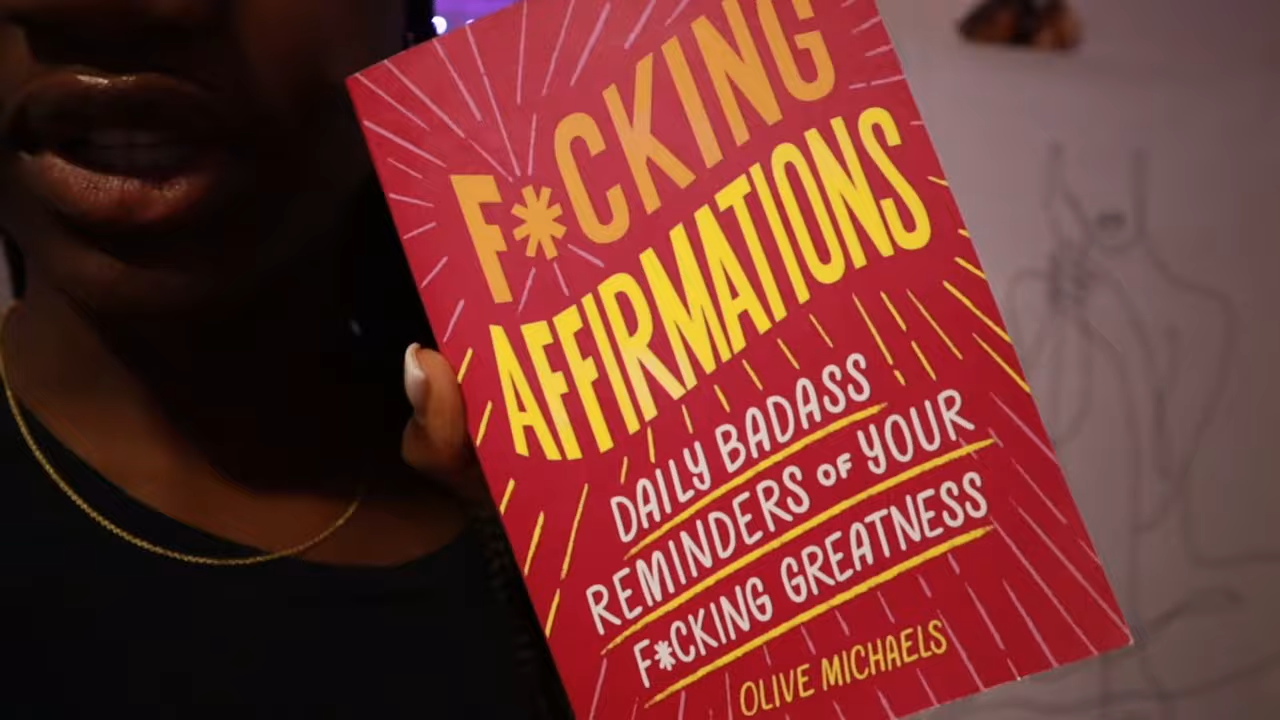 F*CKING
AFFIRMATIONS
DAILY BADASS
REMINDERS OF YOUR
F*CKING GREATNESS
OLIVE MICHAELS